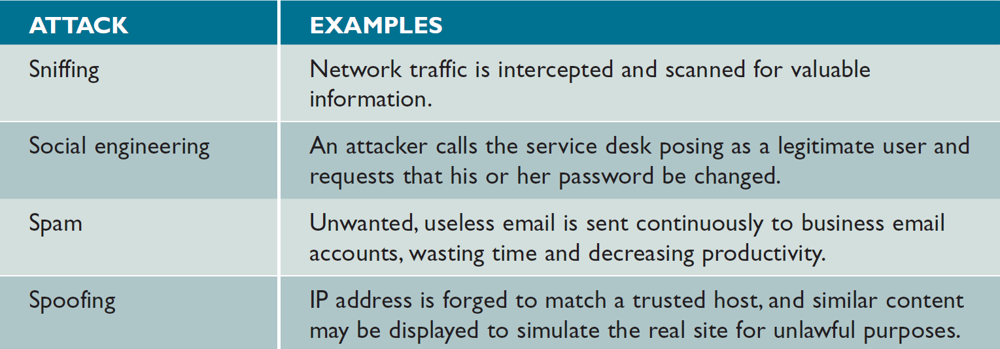 ATTACK EXAMPLES
Sniffing Network traffic is intercepted and scanned for valuable
information.
Social engineering An attacker calls the service desk posing as a legitimate user and
requests that his or her password be changed.
Spam Unwanted, useless email is sent continuously to business email
accounts, wasting time and decreasing productivity.
Spoofing IP address is forged to match a trusted host, and similar content
may be displayed to simulate the real site for unlawful purposes.